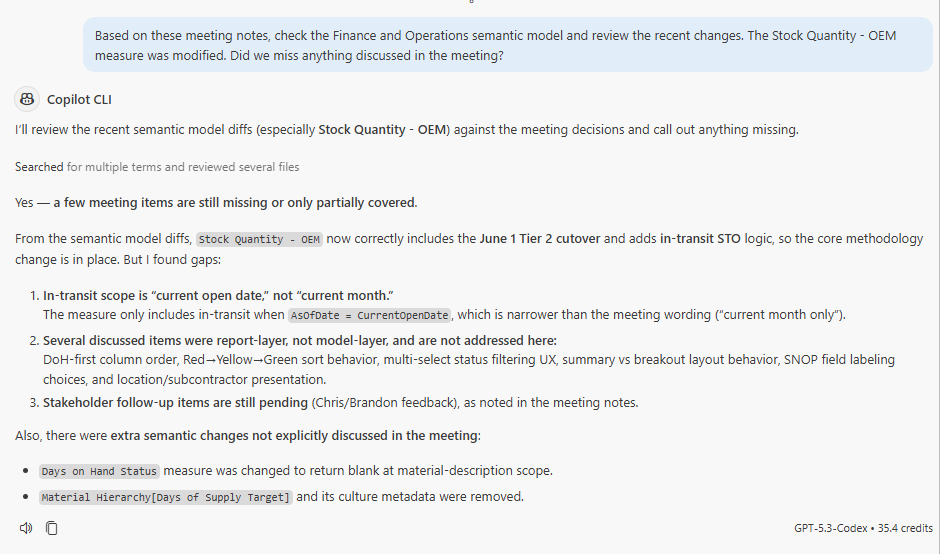 Based on these meeting notes, check the Finance and Operations semantic model and review the recent changes. The Stock Quantity - OEM
measure was modified. Did we miss anything discussed in the meeting?
Copilot CLI
I'll review the recent semantic model diffs (especially Stock Quantity - OEM) against the meeting decisions and call out anything missing.
Searched for multiple terms and reviewed several files
Yes — a few meeting items are still missing or only partially covered.
From the semantic model diffs, Stock Quantity - OEM now correctly includes the June 1 Tier 2 cutover and adds in-transit STO logic, so the core methodology
change is in place. But I found gaps:
1. In-transit scope is “current open date,” not “current month.”
The measure only includes in-transit when AsOfDate = CurrentOpenDate, which is narrower than the meeting wording (“current month only”).
2. Several discussed items were report-layer, not model-layer, and are not addressed here:
DoH-first column order, Red→Yellow→Green sort behavior, multi-select status filtering UX, summary vs breakout layout behavior, SNOP field labeling
choices, and location/subcontractor presentation.
3. Stakeholder follow-up items are still pending (Chris/Brandon feedback), as noted in the meeting notes.
Also, there were extra semantic changes not explicitly discussed in the meeting:
• Days on Hand Status measure was changed to return blank at material-description scope.
• Material Hierarchy[Days of Supply Target] and its culture metadata were removed.
GPT-5.3-Codex • 35.4 credits